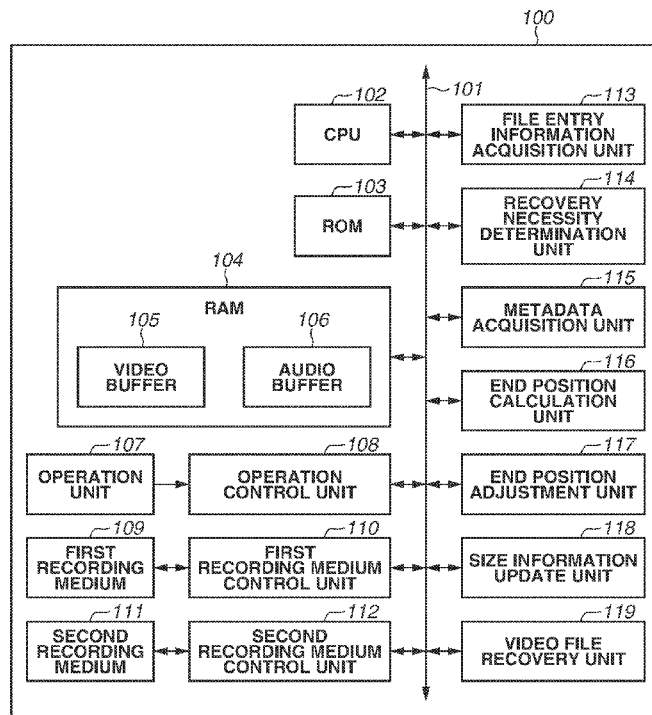 100
101
102
CPU
103
ROM
104
RAM
105
VIDEO
BUFFER
106
AUDIO
BUFFER
107
OPERATION
UNIT
108
OPERATION
CONTROL UNIT
109
FIRST
RECORDING
MEDIUM
110
FIRST
RECORDING MEDIUM
CONTROL UNIT
111
SECOND
RECORDING
MEDIUM
112
SECOND
RECORDING MEDIUM
CONTROL UNIT
113
FILE ENTRY
INFORMATION
ACQUISITION UNIT
114
RECOVERY
NECESSITY
DETERMINATION
UNIT
115
METADATA
ACQUISITION UNIT
116
END POSITION
CALCULATION
UNIT
117
END POSITION
ADJUSTMENT UNIT
118
SIZE INFORMATION
UPDATE UNIT
119
VIDEO FILE
RECOVERY UNIT